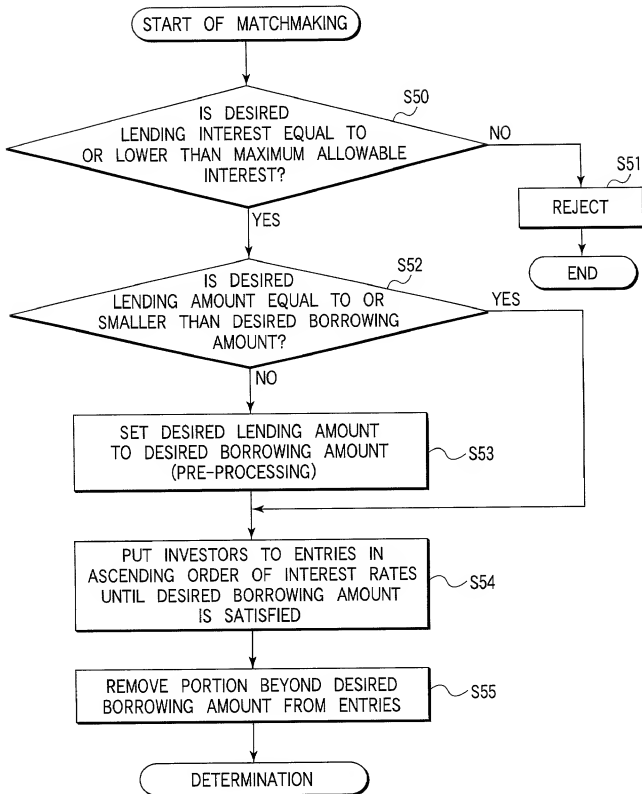 START OF MATCHMAKING
S50
IS DESIRED
LENDING INTEREST EQUAL TO
OR LOWER THAN MAXIMUM ALLOWABLE
INTEREST?
NO
S51
REJECT
END
YES
S52
IS DESIRED
LENDING AMOUNT EQUAL TO OR
SMALLER THAN DESIRED BORROWING
AMOUNT?
YES
NO
SET DESIRED LENDING AMOUNT
TO DESIRED BORROWING AMOUNT
(PRE-PROCESSING)
S53
PUT INVESTORS TO ENTRIES IN
ASCENDING ORDER OF INTEREST RATES
UNTIL DESIRED BORROWING AMOUNT
IS SATISFIED
S54
REMOVE PORTION BEYOND DESIRED
BORROWING AMOUNT FROM ENTRIES
S55
DETERMINATION